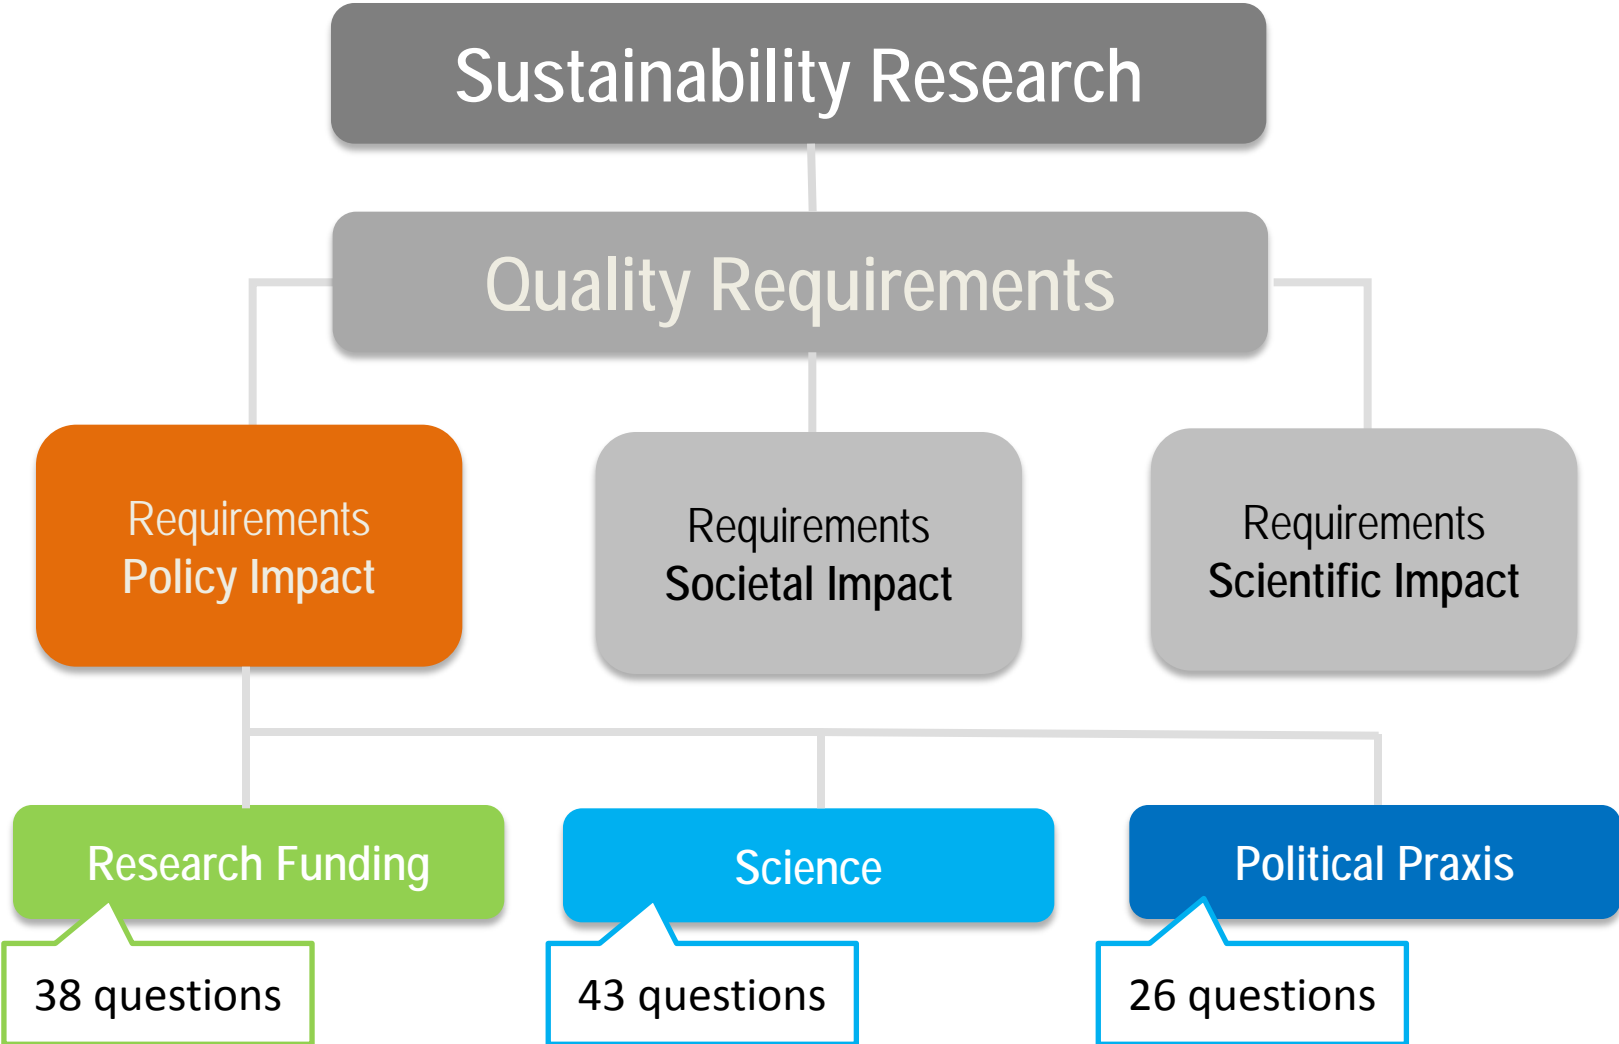 Sustainability Research
Quality Requirements
Requirements
Policy Impact
Requirements
Societal Impact
Requirements
Scientific Impact
Research Funding
Science
Political Praxis
38 questions
43 questions
26 questions